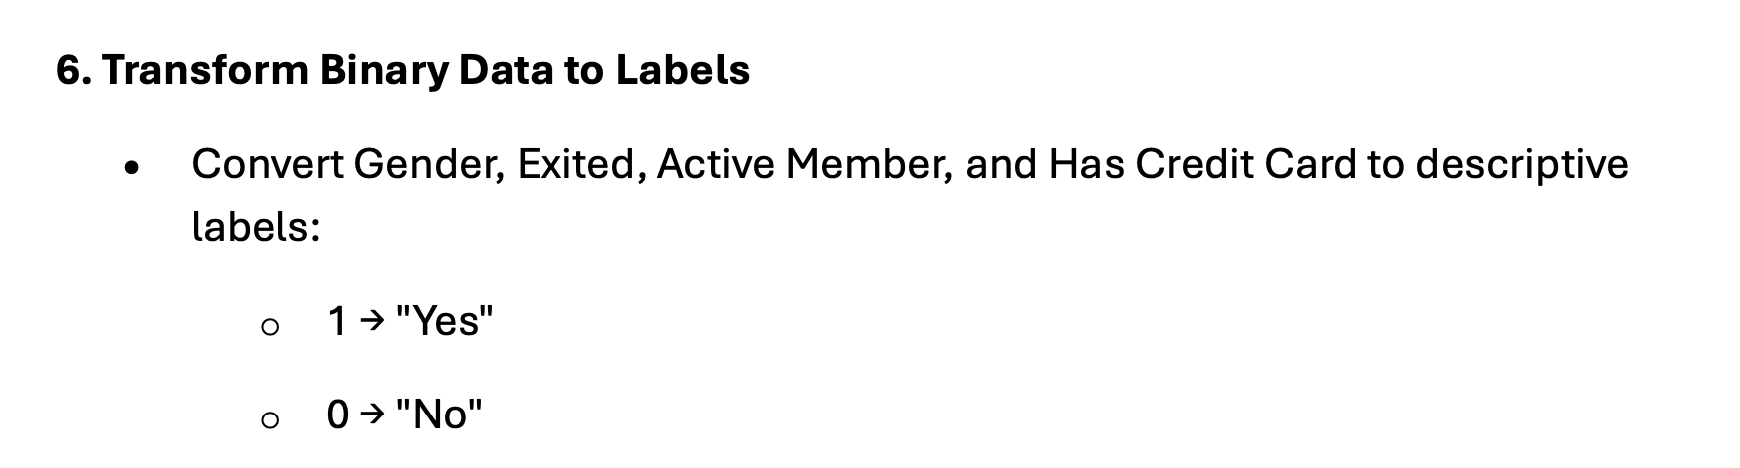 6. Transform Binary Data to Labels
• Convert Gender, Exited, Active Member, and Has Credit Card to descriptive
labels:
○ 1 → "Yes"
○ 0 → "No"